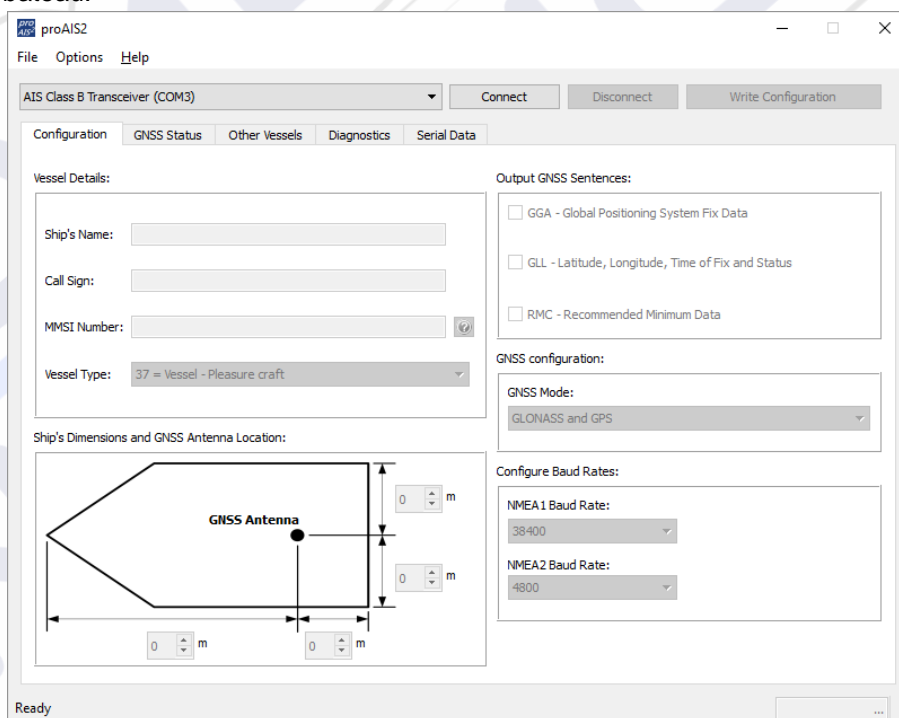 pro
AIS2 proAIS2
File Options Help
AIS Class B Transceiver (COM3) Connect Disconnect Write Configuration
Configuration GNSS Status Other Vessels Diagnostics Serial Data
Vessel Details:
Ship's Name:
Call Sign:
MMSI Number:
Vessel Type: 37 = Vessel - Pleasure craft
Ship's Dimensions and GNSS Antenna Location:
GNSS Antenna
0 m
0 m
0 m 0 m
Output GNSS Sentences:
GGA - Global Positioning System Fix Data
GLL - Latitude, Longitude, Time of Fix and Status
RMC - Recommended Minimum Data
GNSS configuration:
GNSS Mode:
GLONASS and GPS
Configure Baud Rates:
NMEA1 Baud Rate:
38400
NMEA2 Baud Rate:
4800
Ready ...